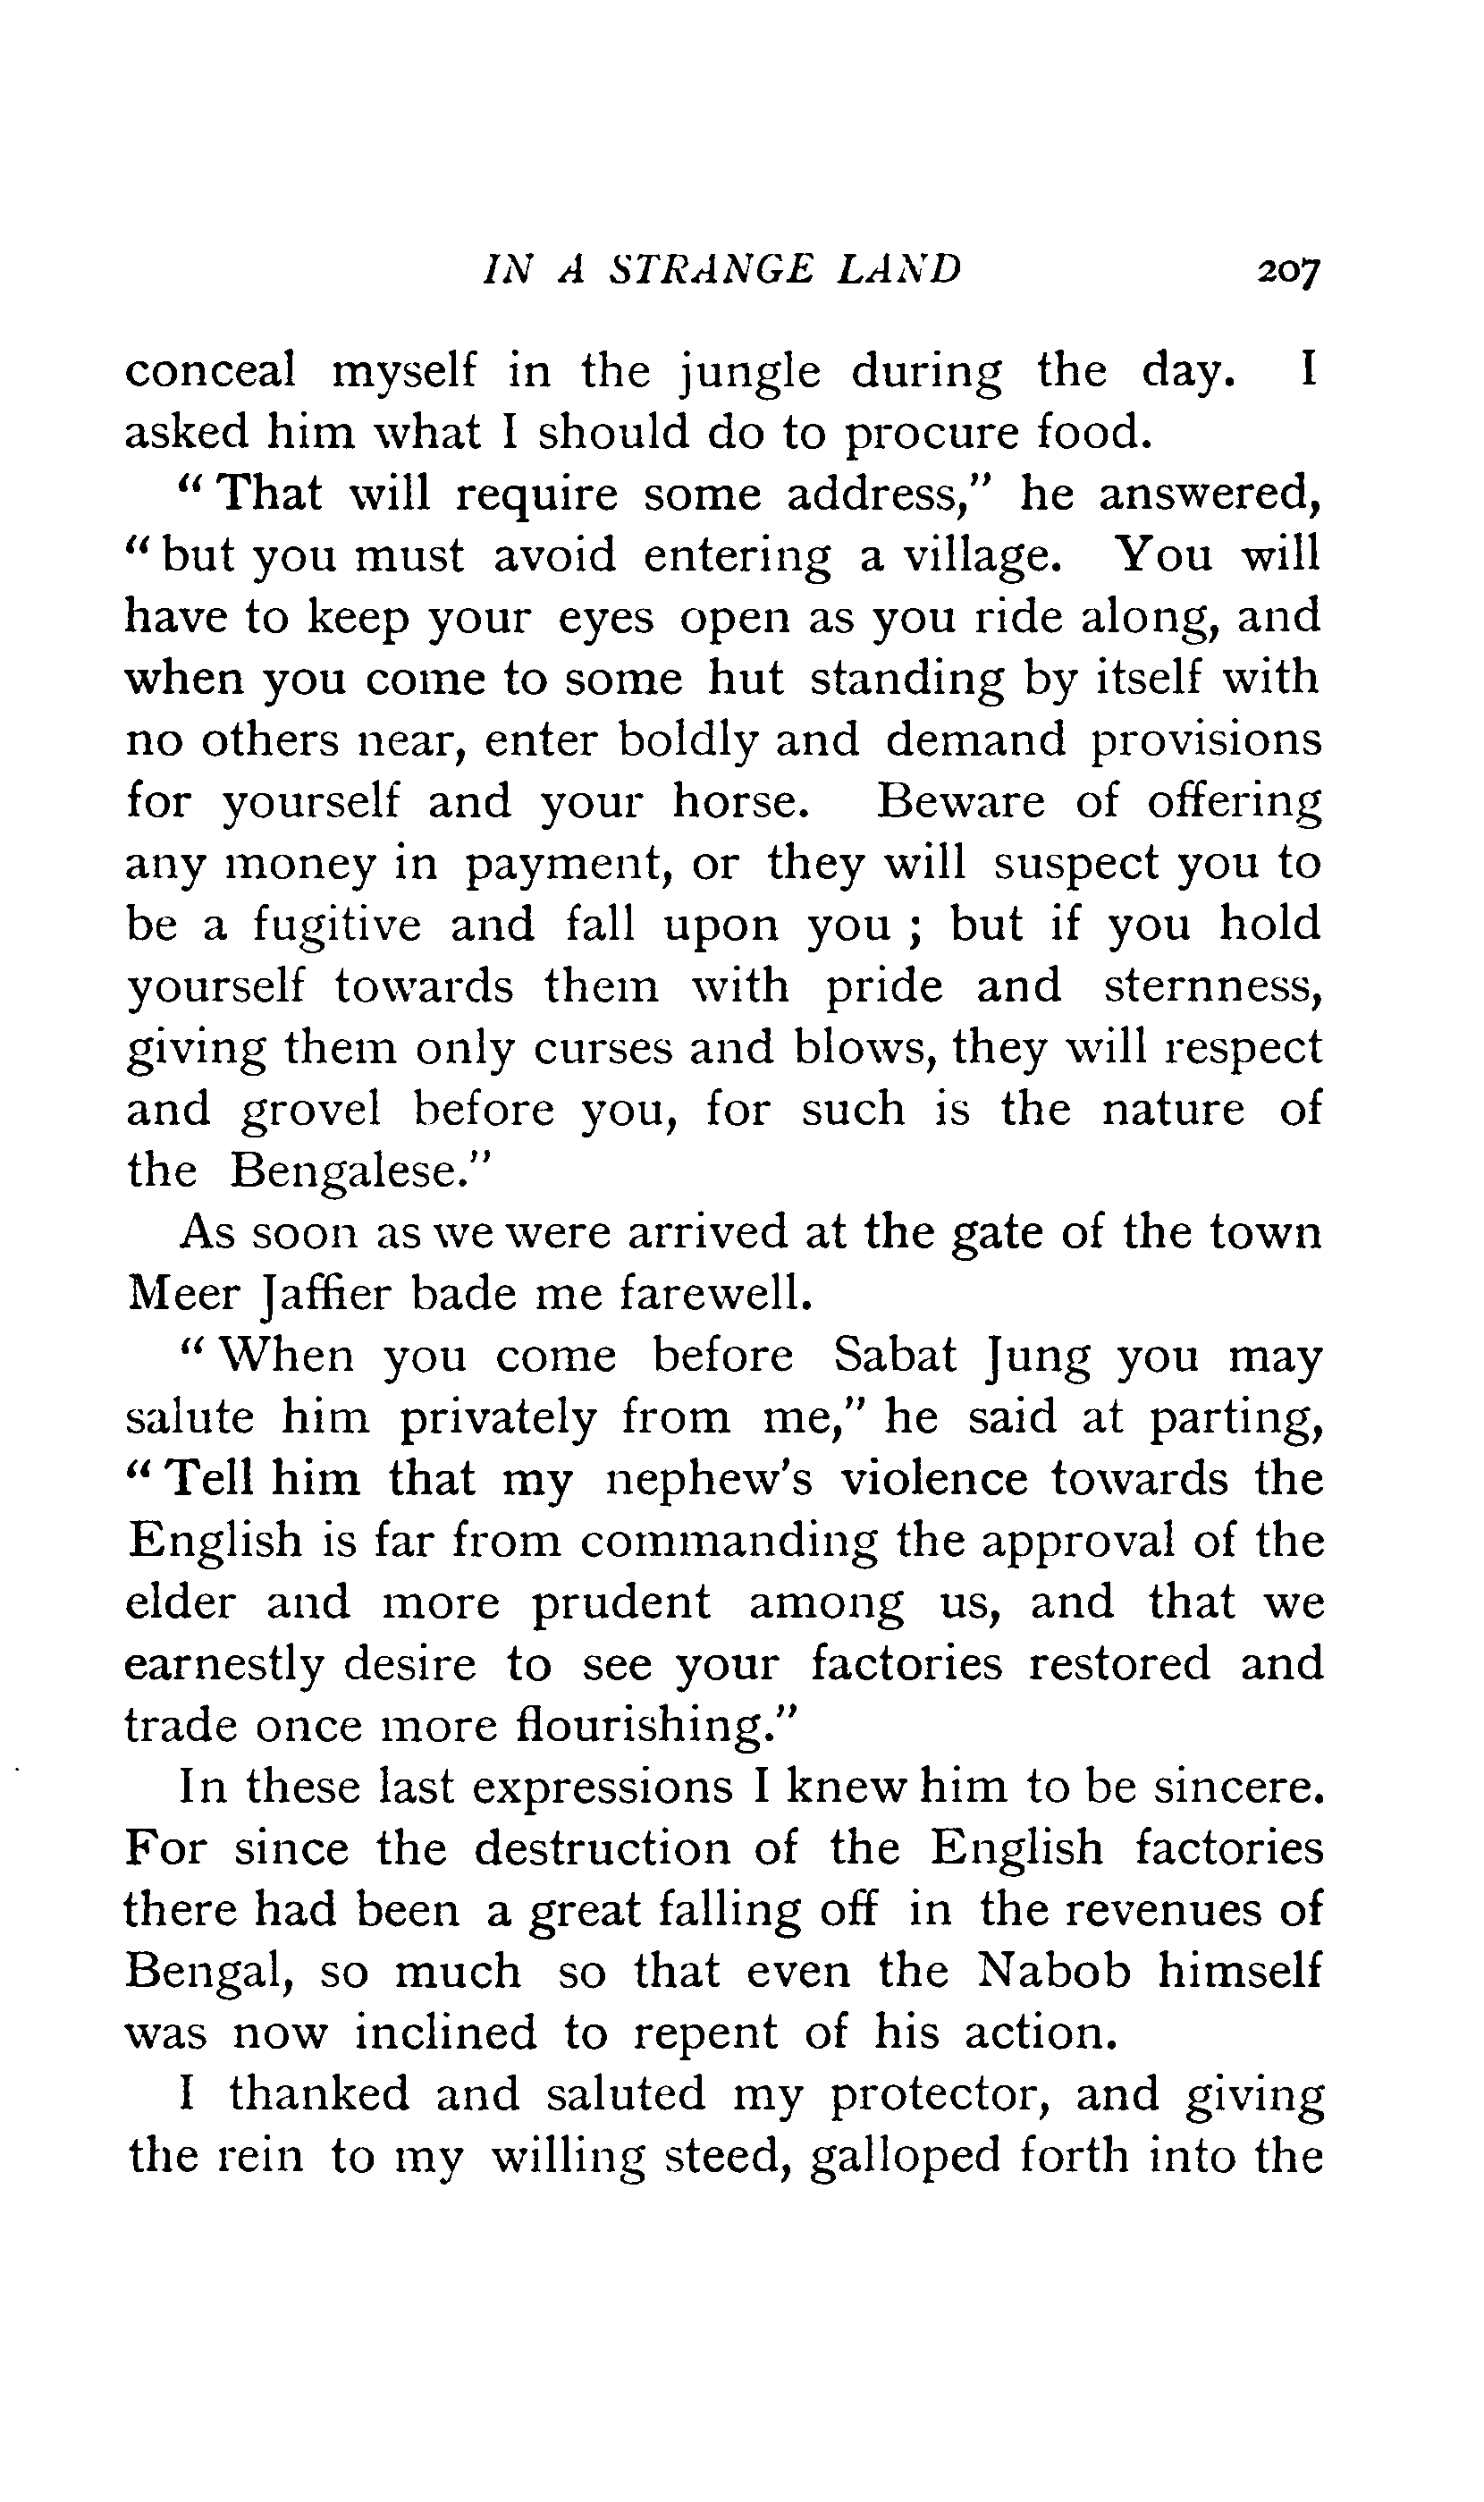 IN A STRANGE LAND 207
conceal myself in the jungle during the day. I
asked him what I should do to procure food.
“ That will require some address,” he answered,
“ but you must avoid entering a village. You will
have to keep your eyes open as you ride along, and
when you come to some hut standing by itself with
no others near, enter boldly and demand provisions
for yourself and your horse. Beware of offering
any money in payment, or they will suspect you to
be a fugitive and fall upon you ; but if you hold
yourself towards them with pride and sternness,
giving them only curses and blows, they will respect
and grovel before you, for such is the nature of
the Bengalese.”
As soon as we were arrived at the gate of the town
Meer Jaffier bade me farewell.
“ When you come before Sabat Jung you may
salute him privately from me,” he said at parting,
“ Tell him that my nephew’s violence towards the
English is far from commanding the approval of the
elder and more prudent among us, and that we
earnestly desire to see your factories restored and
trade once more flourishing.”
In these last expressions I knew him to be sincere.
For since the destruction of the English factories
there had been a great falling off in the revenues of
Bengal, so much so that even the Nabob himself
was now inclined to repent of his action.
I thanked and saluted my protector, and giving
the rein to my willing steed, galloped forth into the